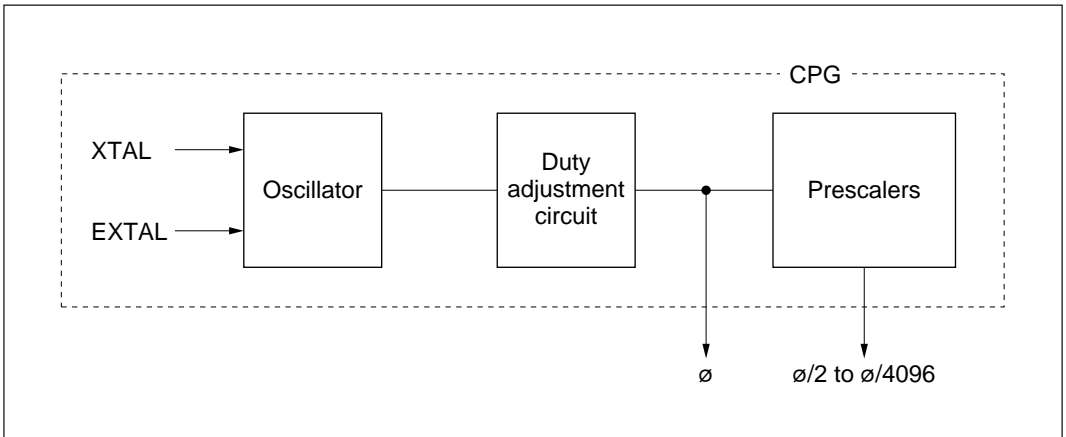 CPG
XTAL
EXTAL
Oscillator
Duty
adjustment
circuit
Prescalers
ø
ø/2 to ø/4096